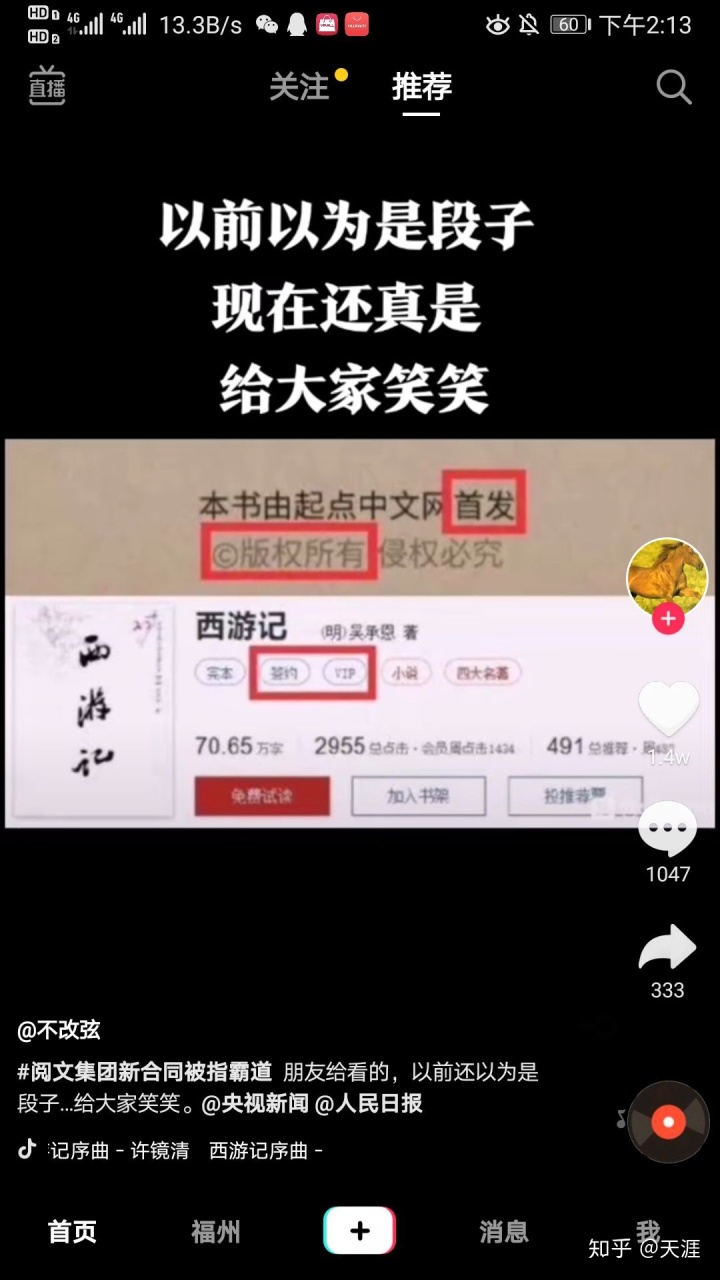 HD 1 4G 4G 13.3B/s 60 下午2:13
HD 2
直播 关注 推荐
以前以为是段子
现在还真是
给大家笑笑
本书由起点中文网首发
©版权所有 侵权必究
西游记 (明)吴承恩 著
西游记
完本 签约 VIP 小说 四大名著
70.65万字 2955总点击·会员周点击1434 491总推荐·周
免费试读 加入书架 投推荐票
1.4w
1047
333
@不改弦
#阅文集团新合同被指霸道 朋友给看的，以前还以为是
段子...给大家笑笑。@央视新闻 @人民日报
记序曲 - 许镜清 西游记序曲 -
首页 福州 消息 我
知乎 @天涯